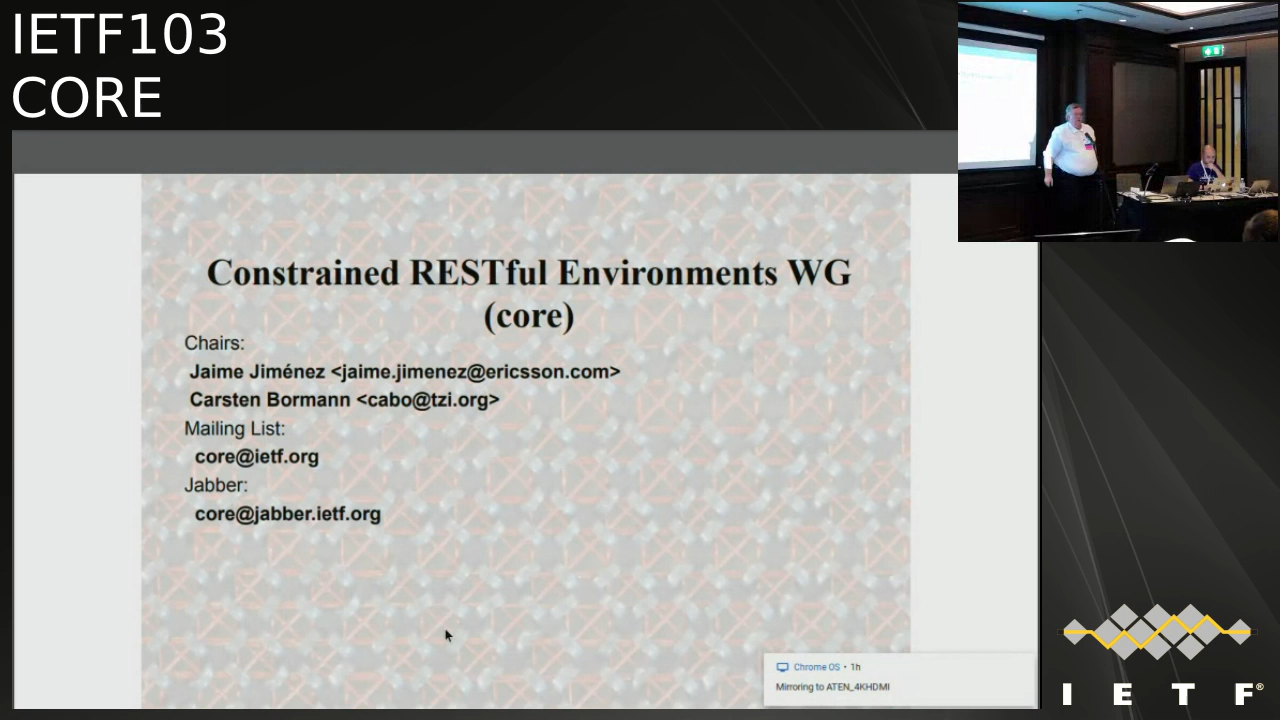 IETF103
CORE
Constrained RESTful Environments WG
(core)
Chairs:
Jaime Jiménez <jaime.jimenez@ericsson.com>
Carsten Bormann <cabo@tzi.org>
Mailing List:
core@ietf.org
Jabber:
core@jabber.ietf.org
Chrome OS • 1h
Mirroring to ATEN_4KHDMI
I E T F®